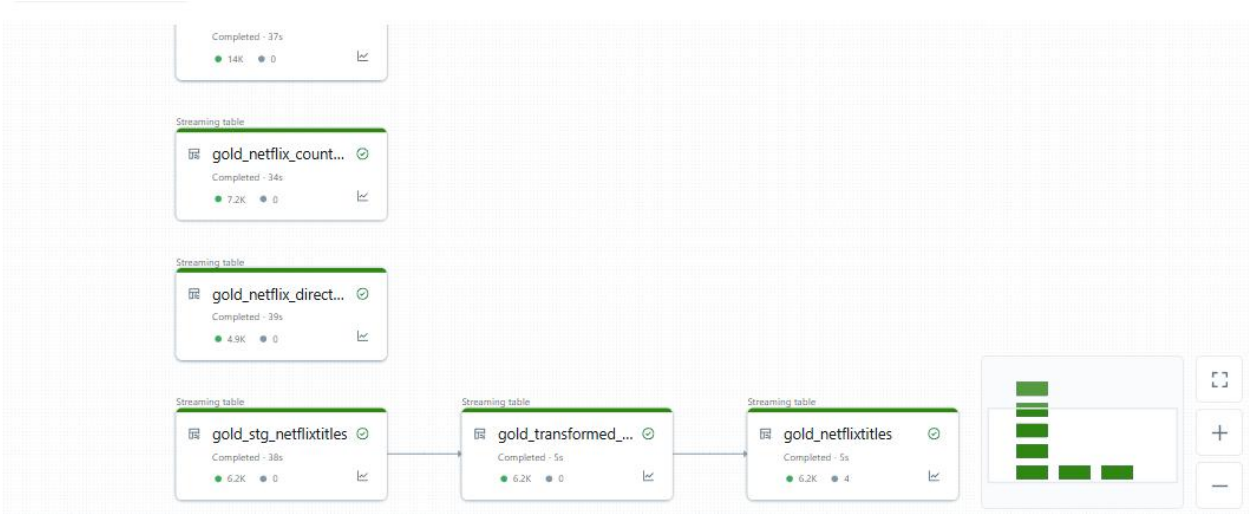 Completed · 37s
14K 0
Streaming table
gold_netflix_count...
Completed · 34s
7.2K 0
Streaming table
gold_netflix_direct...
Completed · 39s
4.9K 0
Streaming table
gold_stg_netflixtitles
Completed · 38s
6.2K 0
Streaming table
gold_transformed_...
Completed · 5s
6.2K 0
Streaming table
gold_netflixtitles
Completed · 5s
6.2K 4